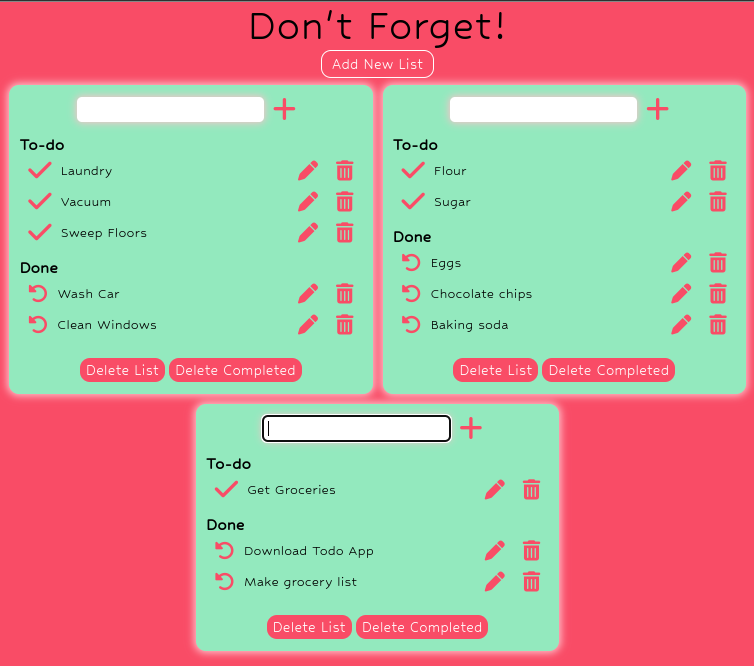 Don't Forget!
Add New List
To-do
Laundry
Vacuum
Sweep Floors
Done
Wash Car
Clean Windows
Delete List Delete Completed
To-do
Flour
Sugar
Done
Eggs
Chocolate chips
Baking soda
Delete List Delete Completed
To-do
Get Groceries
Done
Download Todo App
Make grocery list
Delete List Delete Completed